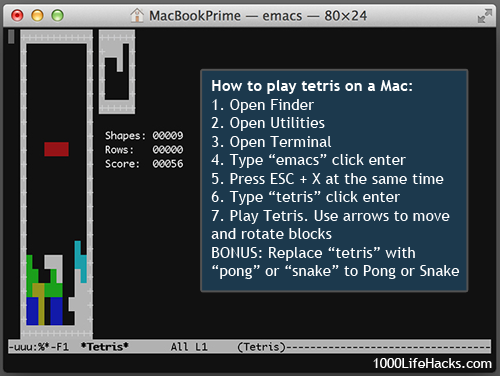 MacBookPrime — emacs — 80×24
How to play tetris on a Mac:
1. Open Finder
2. Open Utilities
3. Open Terminal
4. Type “emacs” click enter
5. Press ESC + X at the same time
6. Type “tetris” click enter
7. Play Tetris. Use arrows to move
and rotate blocks
BONUS: Replace “tetris” with
“pong” or “snake” to Pong or Snake
Shapes: 00009
Rows: 00000
Score: 00056
-uuu:%*-F1 *Tetris* All L1 (Tetris)------------------------------
1000LifeHacks.com